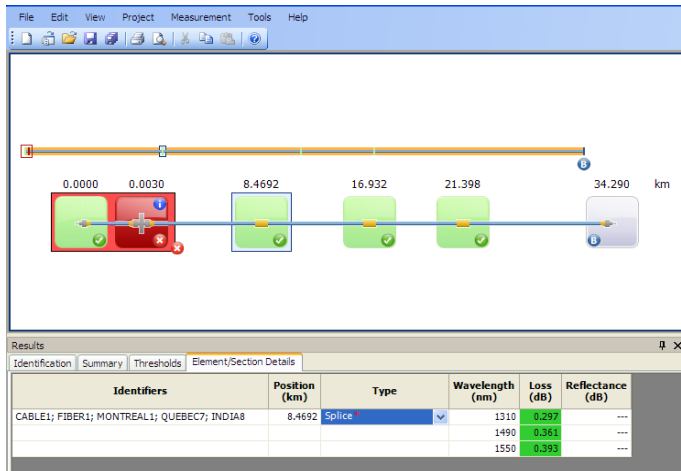 File Edit View Project Measurement Tools Help
B
0.0000 0.0030 8.4692 16.932 21.398 34.290 km
i
B
Results
Identification Summary Thresholds Element/Section Details
Identifiers Position (km) Type Wavelength (nm) Loss (dB) Reflectance (dB)
CABLE1; FIBER1; MONTREAL1; QUEBEC7; INDIA8 8.4692 Splice * 1310 0.297 ---
1490 0.361 ---
1550 0.393 ---